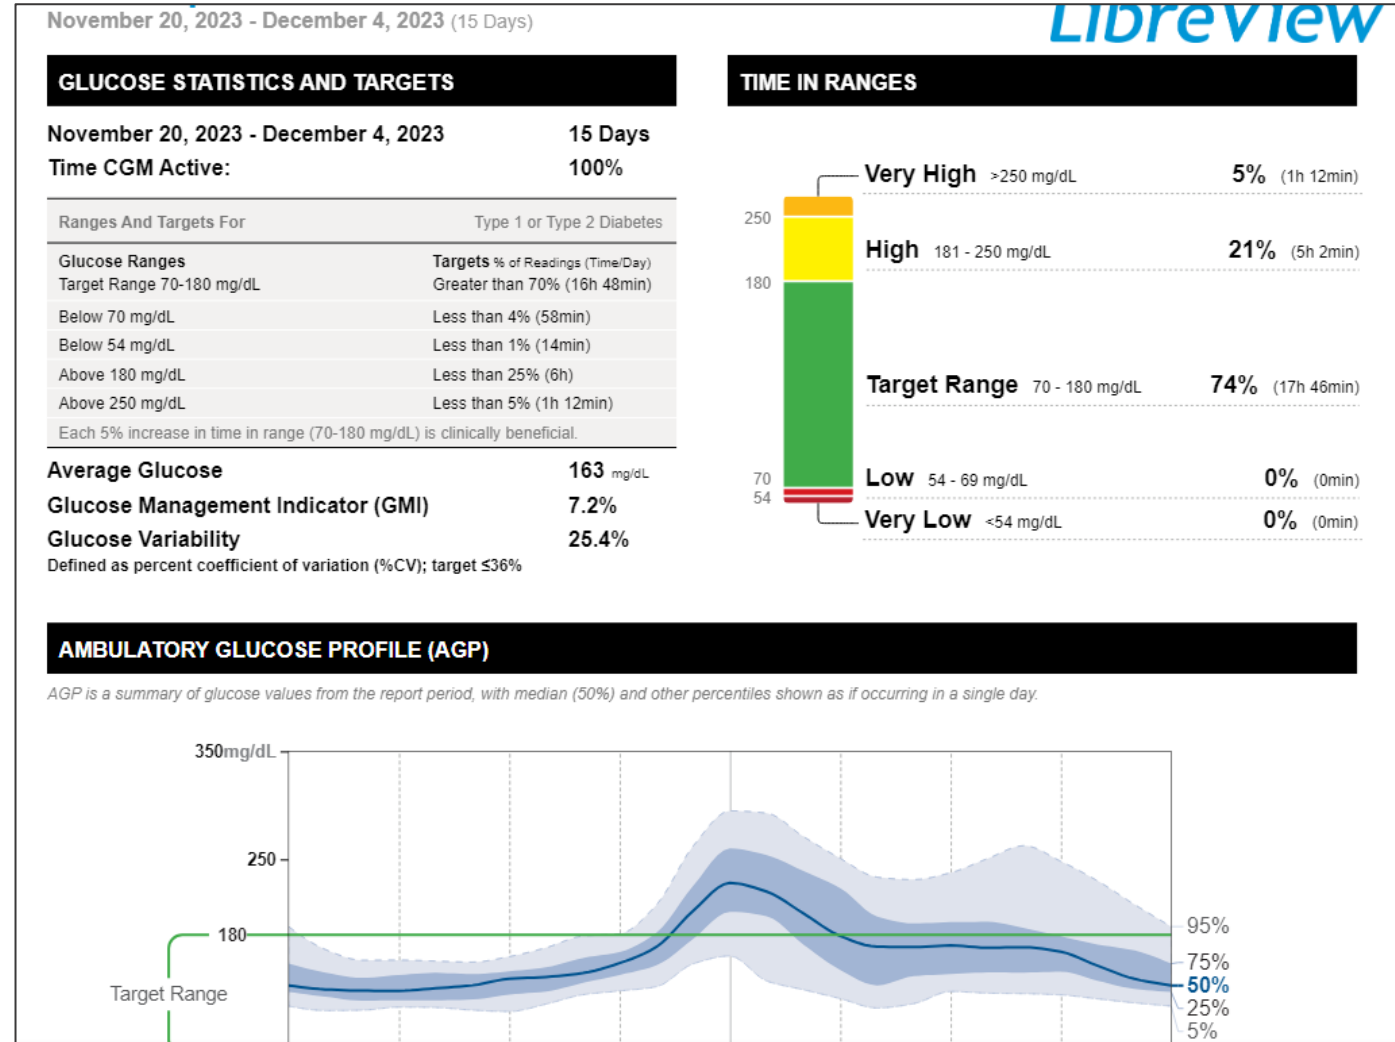 November 20, 2023 - December 4, 2023 (15 Days)
LibreView
GLUCOSE STATISTICS AND TARGETS
November 20, 2023 - December 4, 2023 15 Days
Time CGM Active: 100%
Ranges And Targets For Type 1 or Type 2 Diabetes
Glucose Ranges Targets % of Readings (Time/Day)
Target Range 70-180 mg/dL Greater than 70% (16h 48min)
Below 70 mg/dL Less than 4% (58min)
Below 54 mg/dL Less than 1% (14min)
Above 180 mg/dL Less than 25% (6h)
Above 250 mg/dL Less than 5% (1h 12min)
Each 5% increase in time in range (70-180 mg/dL) is clinically beneficial.
Average Glucose 163 mg/dL
Glucose Management Indicator (GMI) 7.2%
Glucose Variability 25.4%
Defined as percent coefficient of variation (%CV); target ≤36%
TIME IN RANGES
Very High >250 mg/dL 5% (1h 12min)
250
High 181 - 250 mg/dL 21% (5h 2min)
180
Target Range 70 - 180 mg/dL 74% (17h 46min)
70
Low 54 - 69 mg/dL 0% (0min)
54
Very Low <54 mg/dL 0% (0min)
AMBULATORY GLUCOSE PROFILE (AGP)
AGP is a summary of glucose values from the report period, with median (50%) and other percentiles shown as if occurring in a single day.
350mg/dL
250
180
Target Range
95%
75%
50%
25%
5%